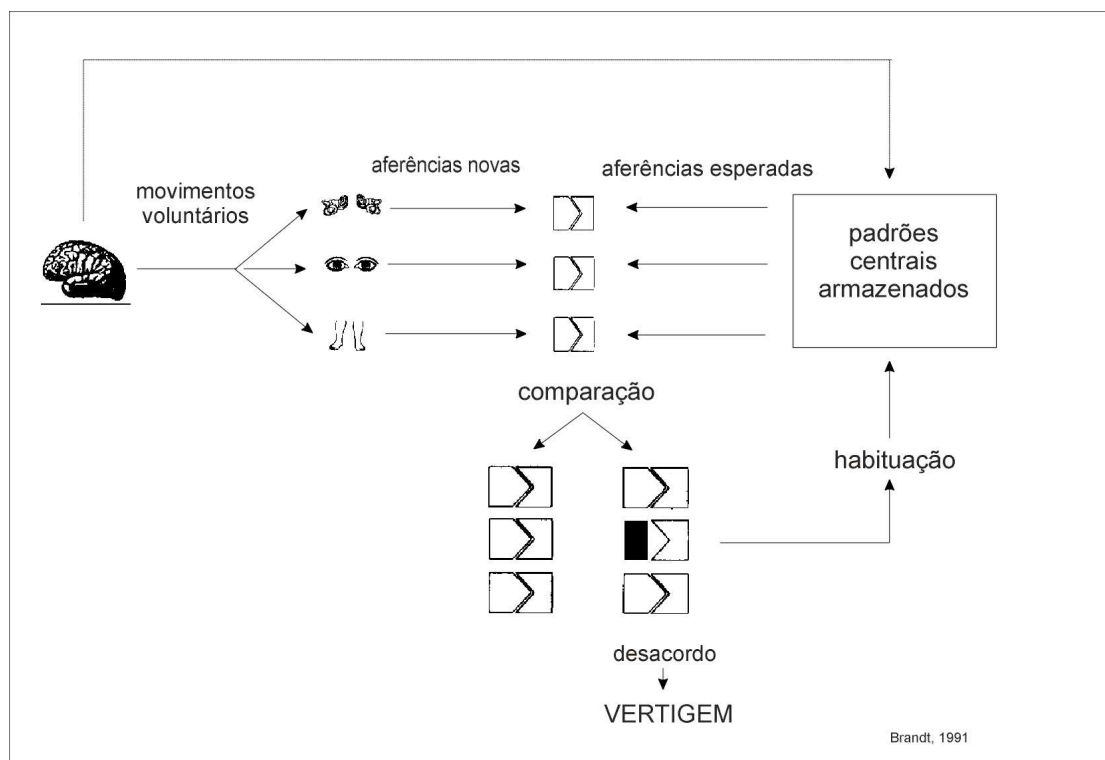 aferências novas
aferências esperadas
movimentos
voluntários
padrões
centrais
armazenados
comparação
habituação
desacordo
VERTIGEM
Brandt, 1991